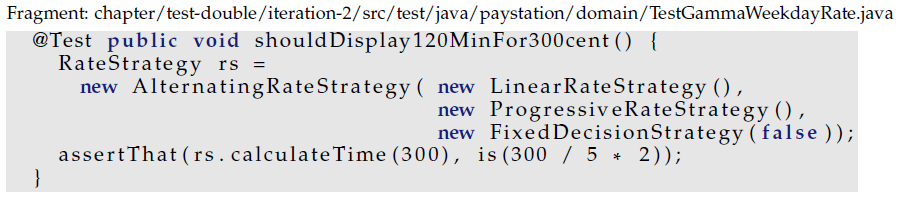 Fragment: chapter/test-double/iteration-2/src/test/java/paystation/domain/TestGammaWeekdayRate.java
@Test public void shouldDisplay120MinFor300cent() {
RateStrategy rs =
new AlternatingRateStrategy( new LinearRateStrategy(),
new ProgressiveRateStrategy(),
new FixedDecisionStrategy(false));
assertThat(rs.calculateTime(300), is(300 / 5 * 2));
}